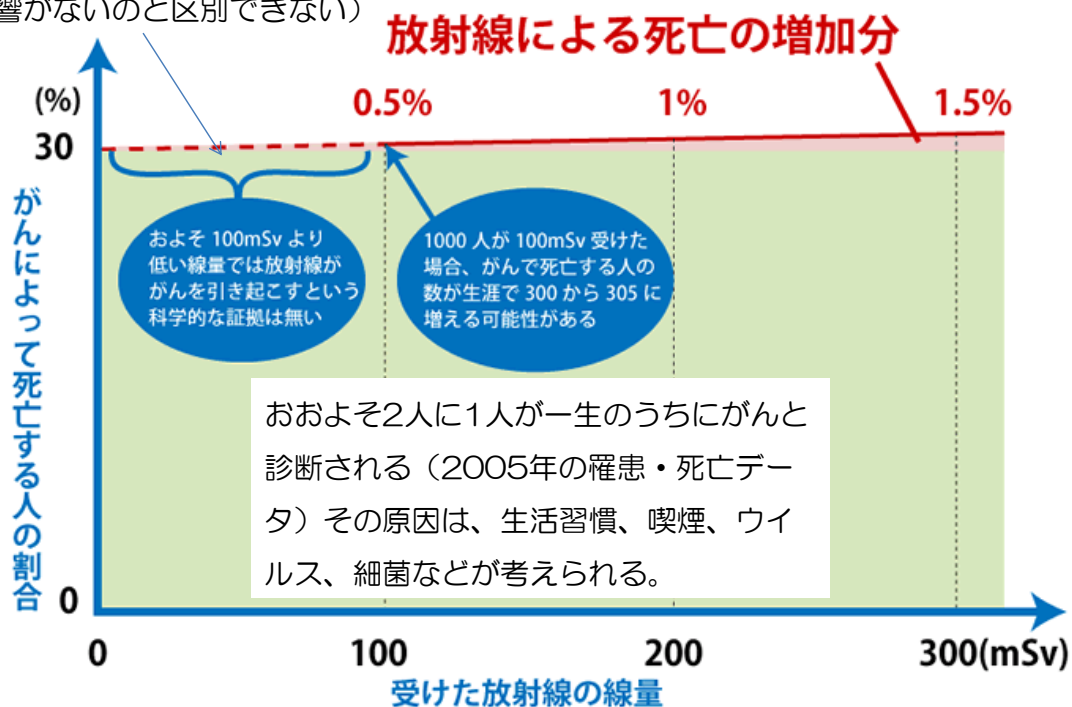 響がないのと区別できない）
放射線による死亡の増加分
(%)
0.5%
1%
1.5%
30
がんによって死亡する人の割合
およそ 100mSv より
低い線量では放射線が
がんを引き起こすという
科学的な証拠は無い
1000 人が 100mSv 受けた
場合、がんで死亡する人の
数が生涯で 300 から 305 に
増える可能性がある
おおよそ2人に1人が一生のうちにがんと
診断される（2005年の罹患・死亡デー
タ）その原因は、生活習慣、喫煙、ウイ
ルス、細菌などが考えられる。
0
0
100
200
300(mSv)
受けた放射線の線量